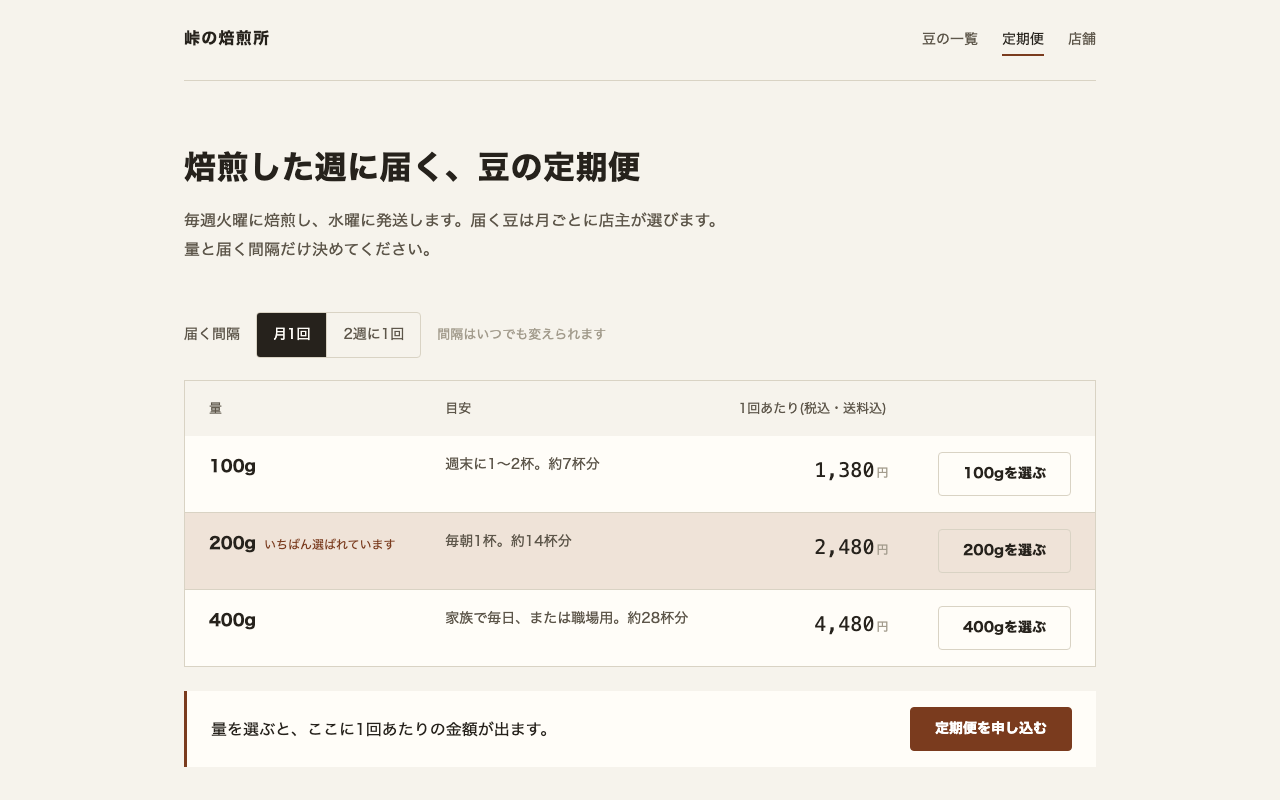 峠の焙煎所
豆の一覧 定期便 店舗
焙煎した週に届く、豆の定期便
毎週火曜に焙煎し、水曜に発送します。届く豆は月ごとに店主が選びます。
量と届く間隔だけ決めてください。
届く間隔 月1回 2週に1回 間隔はいつでも変えられます
量 目安 1回あたり(税込・送料込)
100g 週末に1〜2杯。約7杯分 1,380円 100gを選ぶ
200g いちばん選ばれています 毎朝1杯。約14杯分 2,480円 200gを選ぶ
400g 家族で毎日、または職場用。約28杯分 4,480円 400gを選ぶ
量を選ぶと、ここに1回あたりの金額が出ます。 定期便を申し込む